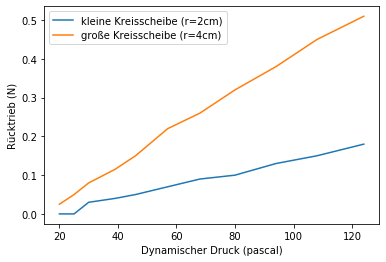 kleine Kreisscheibe (r=2cm)
große Kreisscheibe (r=4cm)
Rücktrieb (N)
0.5
0.4
0.3
0.2
0.1
0.0
20 40 60 80 100 120
Dynamischer Druck (pascal)